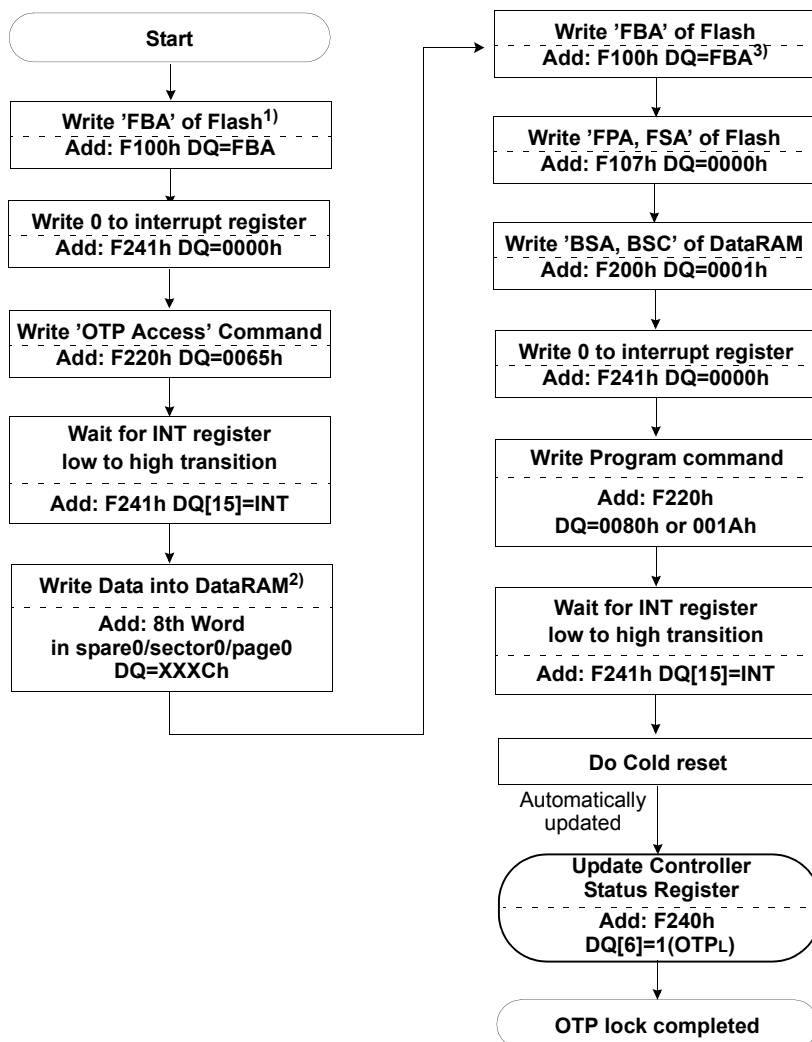 Start
Write ’FBA’ of Flash1)
Add: F100h DQ=FBA
Write 0 to interrupt register
Add: F241h DQ=0000h
Write ’OTP Access’ Command
Add: F220h DQ=0065h
Wait for INT register
low to high transition
Add: F241h DQ[15]=INT
Write Data into DataRAM2)
Add: 8th Word
in spare0/sector0/page0
DQ=XXXCh
Write ’FBA’ of Flash
Add: F100h DQ=FBA3)
Write ’FPA, FSA’ of Flash
Add: F107h DQ=0000h
Write ’BSA, BSC’ of DataRAM
Add: F200h DQ=0001h
Write 0 to interrupt register
Add: F241h DQ=0000h
Write Program command
Add: F220h
DQ=0080h or 001Ah
Wait for INT register
low to high transition
Add: F241h DQ[15]=INT
Do Cold reset
Automatically
updated
Update Controller
Status Register
Add: F240h
DQ[6]=1(OTPL)
OTP lock completed